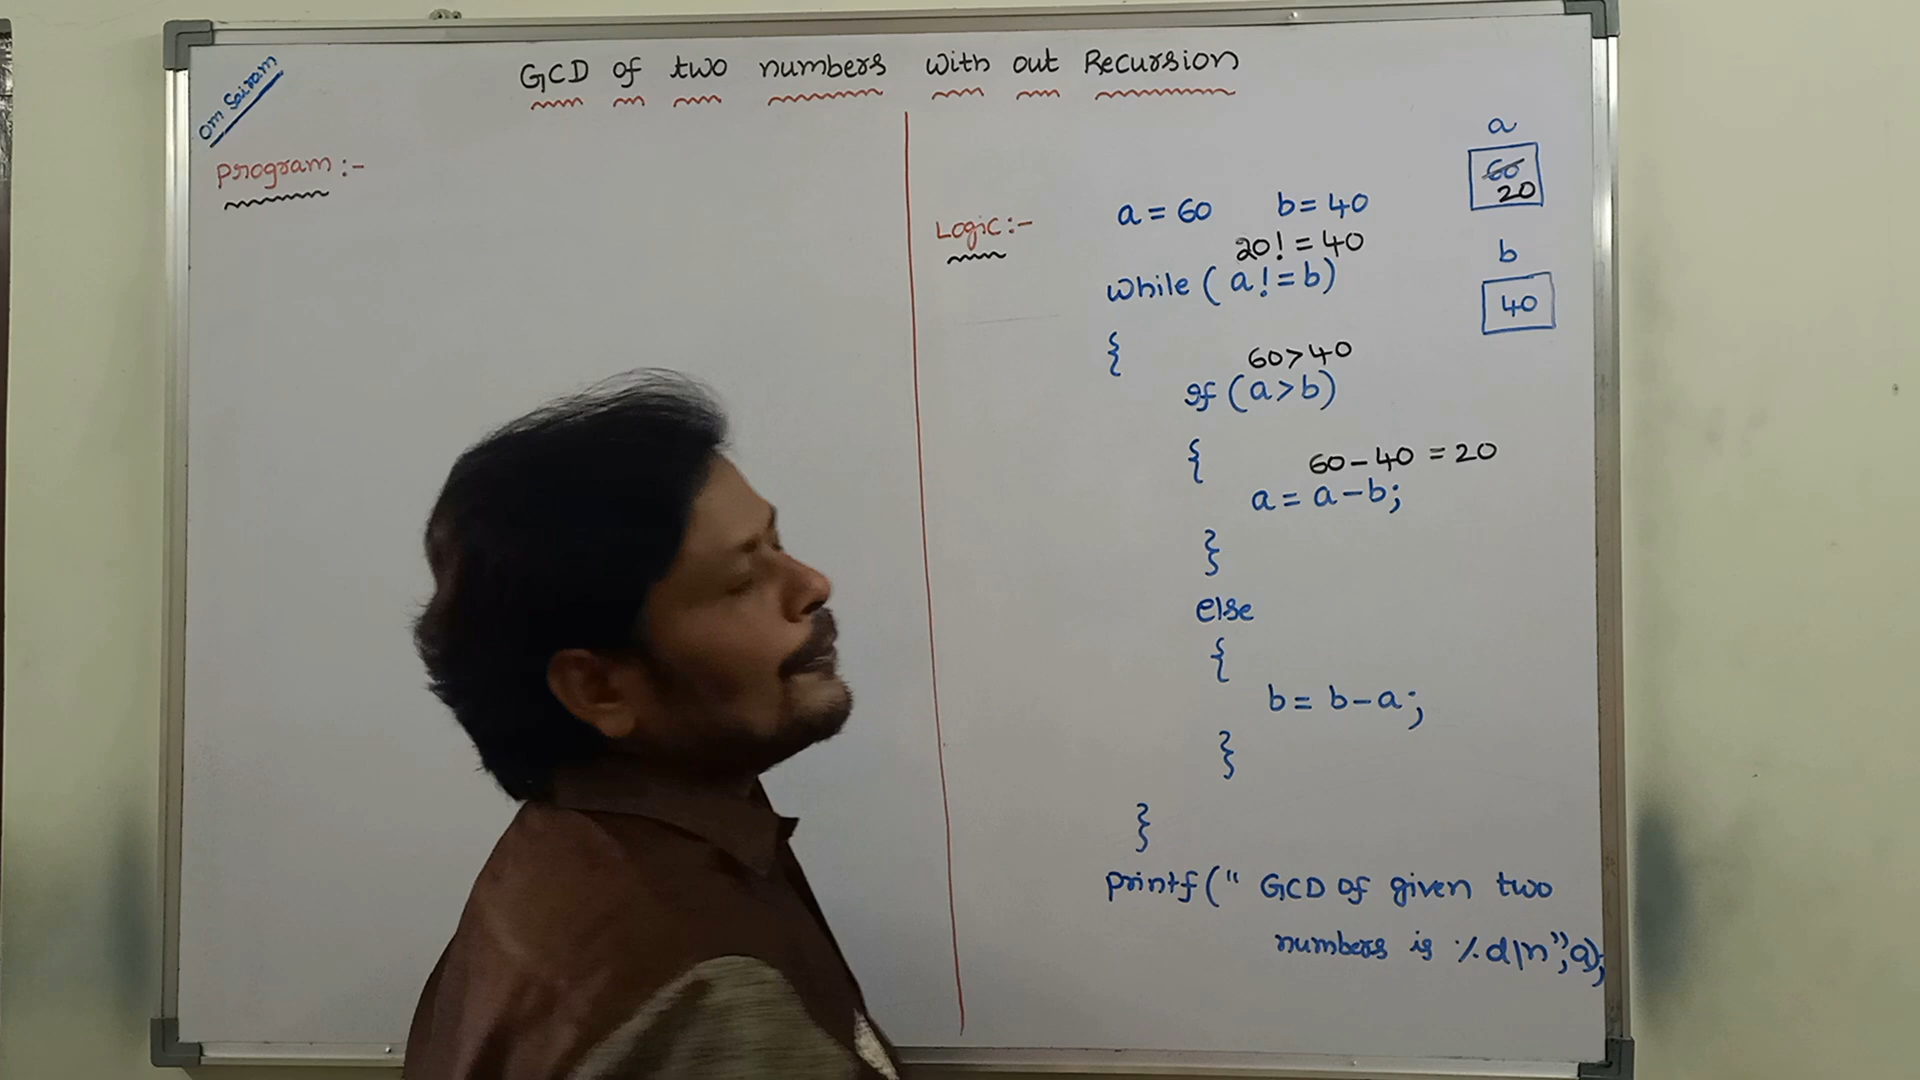 GCD of two numbers with out Recursion
Om Sairam
Program :-
Logic :-
a = 60 b = 40
20! = 40
while ( a! = b)
{
60 > 40
if (a > b)
{
60 - 40 = 20
a = a - b;
}
else
{
b = b - a;
}
}
printf (" GCD of given two
numbers is %d\n", a);
a
60
20
b
40